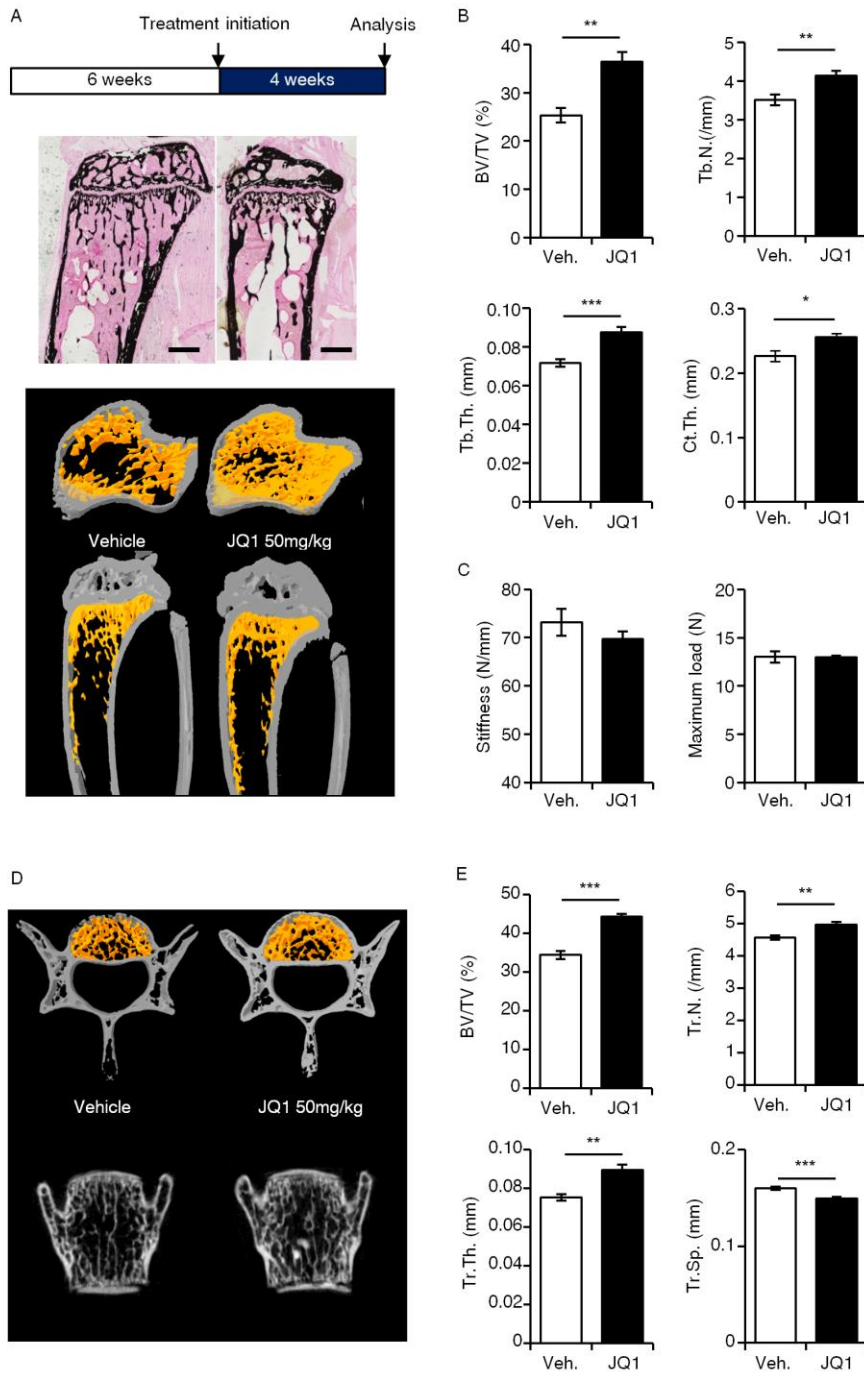 A
Treatment initiation
Analysis
6 weeks
4 weeks
Vehicle
JQ1 50mg/kg
B
BV/TV (%)
40
30
20
10
0
**
Veh.
JQ1
Tb.N.(/mm)
5
4
3
2
1
0
**
Veh.
JQ1
Tb.Th. (mm)
0.10
0.08
0.06
0.04
0.02
0
***
Veh.
JQ1
Ct.Th. (mm)
0.3
0.2
0.1
0
*
Veh.
JQ1
C
Stiffness (N/mm)
80
70
60
50
40
Veh.
JQ1
Maximum load (N)
20
15
10
5
0
Veh.
JQ1
D
Vehicle
JQ1 50mg/kg
E
BV/TV (%)
50
40
30
20
10
0
***
Veh.
JQ1
Tr.N. (/mm)
6
5
4
3
2
1
0
**
Veh.
JQ1
Tr.Th. (mm)
0.10
0.08
0.06
0.04
0.02
0
**
Veh.
JQ1
Tr.Sp. (mm)
0.2
0.15
0.1
***
Veh.
JQ1